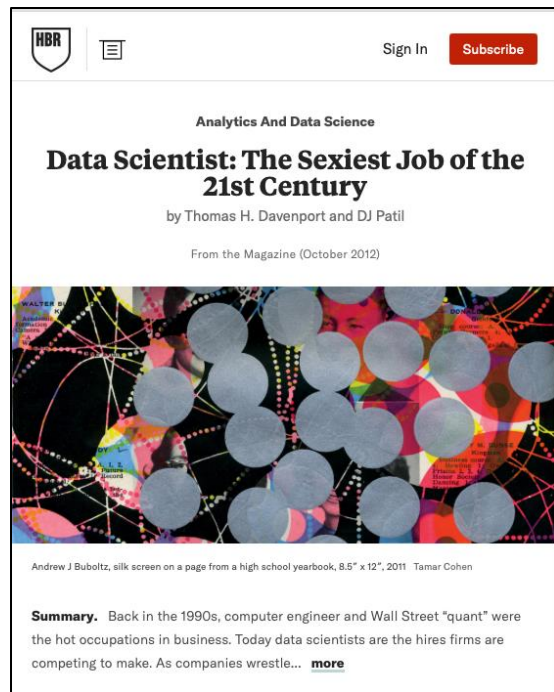 HBR
Sign In
Subscribe
Analytics And Data Science
Data Scientist: The Sexiest Job of the
21st Century
by Thomas H. Davenport and DJ Patil
From the Magazine (October 2012)
Andrew J Buboltz, silk screen on a page from a high school yearbook, 8.5" x 12", 2011 Tamar Cohen
Summary. Back in the 1990s, computer engineer and Wall Street “quant” were
the hot occupations in business. Today data scientists are the hires firms are
competing to make. As companies wrestle... more